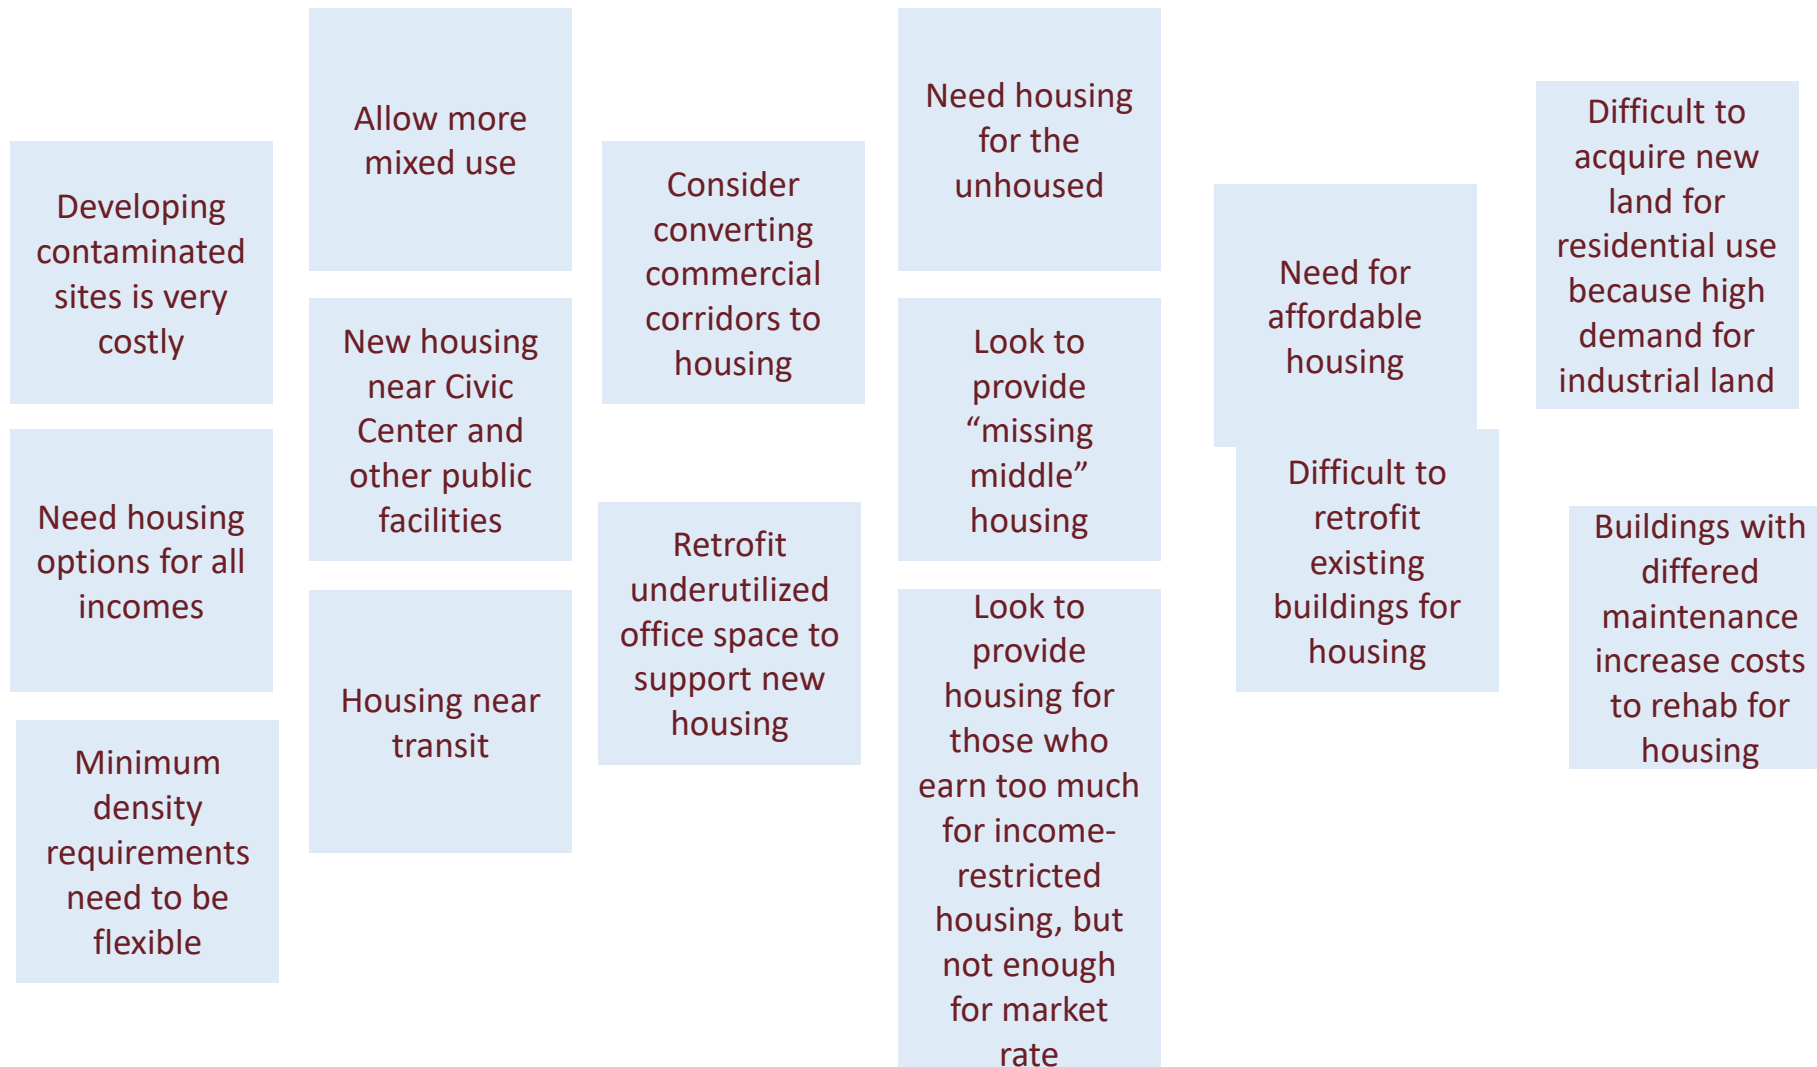 Developing
contaminated
sites is very
costly
Need housing
options for all
incomes
Minimum
density
requirements
need to be
flexible
Allow more
mixed use
New housing
near Civic
Center and
other public
facilities
Housing near
transit
Consider
converting
commercial
corridors to
housing
Retrofit
underutilized
office space to
support new
housing
Need housing
for the
unhoused
Look to
provide
“missing
middle”
housing
Look to
provide
housing for
those who
earn too much
for income-
restricted
housing, but
not enough
for market
rate
Need for
affordable
housing
Difficult to
retrofit
existing
buildings for
housing
Difficult to
acquire new
land for
residential use
because high
demand for
industrial land
Buildings with
differed
maintenance
increase costs
to rehab for
housing